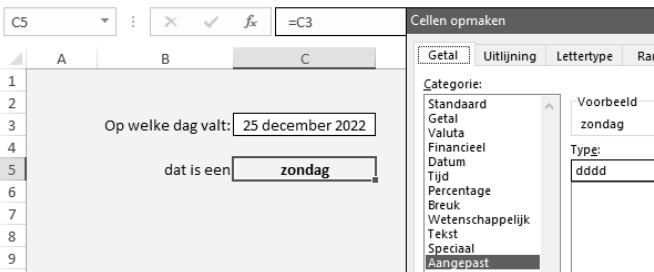 C5 fx =C3 Cellen opmaken
Getal Uitlijning Lettertype Ra
A B C
Categorie:
1
2
3 Op welke dag valt: 25 december 2022
4
5 dat is een zondag
6
7
8
9
Standaard
Getal
Valuta
Financieel
Datum
Tijd
Percentage
Breuk
Wetenschappelijk
Tekst
Speciaal
Aangepast
Voorbeeld
zondag
Type:
dddd